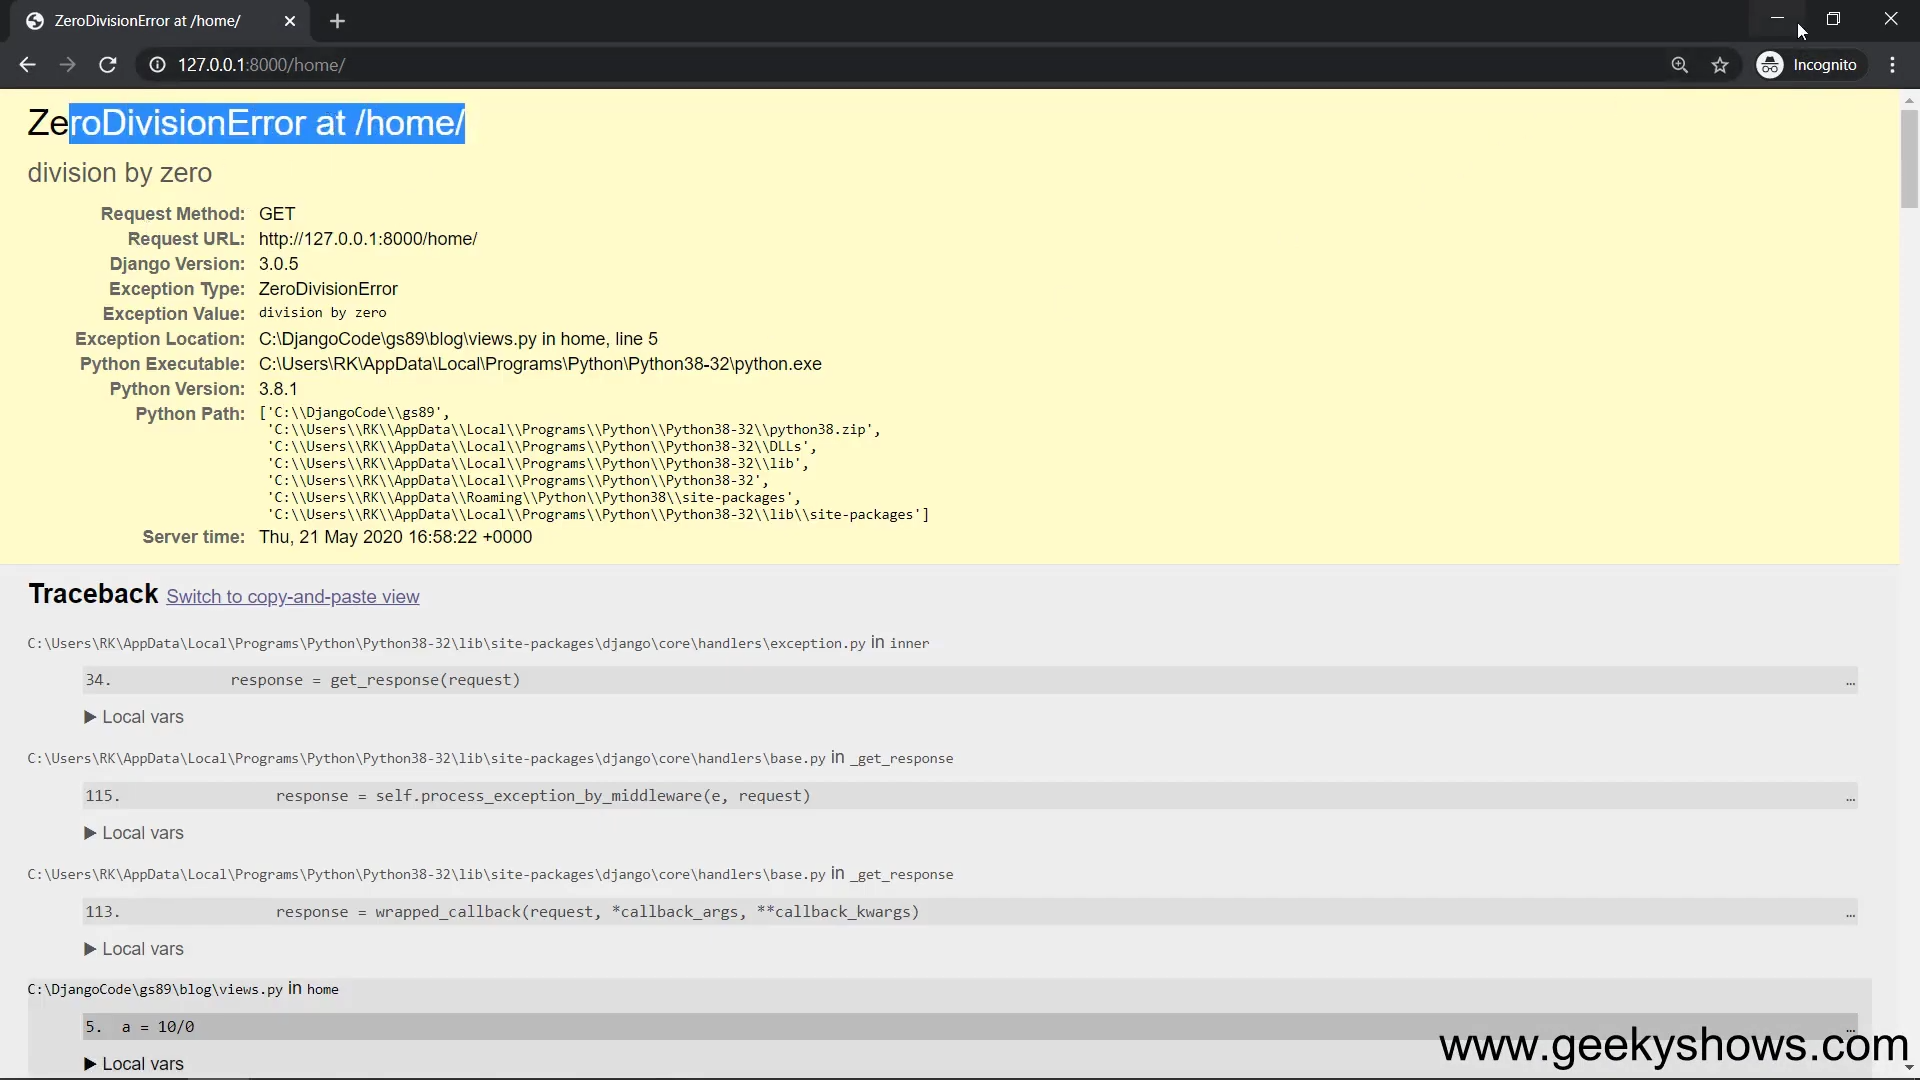 ZeroDivisionError at /home/
127.0.0.1:8000/home/
Incognito
ZeroDivisionError at /home/
division by zero
Request Method: GET
Request URL: http://127.0.0.1:8000/home/
Django Version: 3.0.5
Exception Type: ZeroDivisionError
Exception Value: division by zero
Exception Location: C:\DjangoCode\gs89\blog\views.py in home, line 5
Python Executable: C:\Users\RK\AppData\Local\Programs\Python\Python38-32\python.exe
Python Version: 3.8.1
Python Path: ['C:\\DjangoCode\\gs89',
'C:\\Users\\RK\\AppData\\Local\\Programs\\Python\\Python38-32\\python38.zip',
'C:\\Users\\RK\\AppData\\Local\\Programs\\Python\\Python38-32\\DLLs',
'C:\\Users\\RK\\AppData\\Local\\Programs\\Python\\Python38-32\\lib',
'C:\\Users\\RK\\AppData\\Local\\Programs\\Python\\Python38-32',
'C:\\Users\\RK\\AppData\\Roaming\\Python\\Python38\\site-packages',
'C:\\Users\\RK\\AppData\\Local\\Programs\\Python\\Python38-32\\lib\\site-packages']
Server time: Thu, 21 May 2020 16:58:22 +0000
Traceback Switch to copy-and-paste view
C:\Users\RK\AppData\Local\Programs\Python\Python38-32\lib\site-packages\django\core\handlers\exception.py in inner
34. response = get_response(request) …
▶ Local vars
C:\Users\RK\AppData\Local\Programs\Python\Python38-32\lib\site-packages\django\core\handlers\base.py in _get_response
115. response = self.process_exception_by_middleware(e, request) …
▶ Local vars
C:\Users\RK\AppData\Local\Programs\Python\Python38-32\lib\site-packages\django\core\handlers\base.py in _get_response
113. response = wrapped_callback(request, *callback_args, **callback_kwargs) …
▶ Local vars
C:\DjangoCode\gs89\blog\views.py in home
5. a = 10/0 …
▶ Local vars
www.geekyshows.com